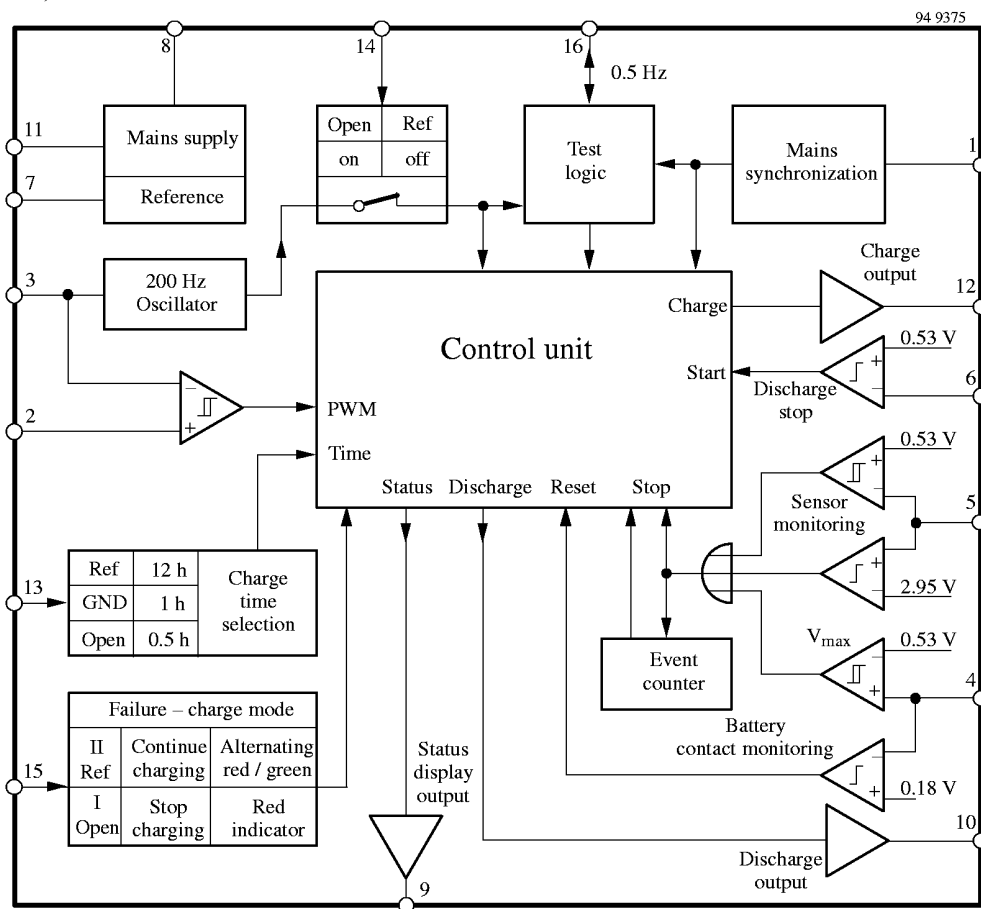 94 9375
8
14
16
0.5 Hz
11
Mains supply
7
Reference
Open Ref
on off
Test
logic
Mains
synchronization
1
3
200 Hz
Oscillator
Charge
output
12
Charge
Control unit
0.53 V
+
−
6
Start
Discharge
stop
−
+
2
PWM
Time
Status Discharge Reset Stop
0.53 V
+
−
Sensor
monitoring
5
−
+
2.95 V
13
Ref 12 h
GND 1 h
Open 0.5 h
Charge
time
selection
Event
counter
Vmax
0.53 V
−
+
4
Battery
contact monitoring
−
+
0.18 V
15
Failure – charge mode
II
Ref
Continue
charging
Alternating
red / green
I
Open
Stop
charging
Red
indicator
Status
display
output
10
Discharge
output
9